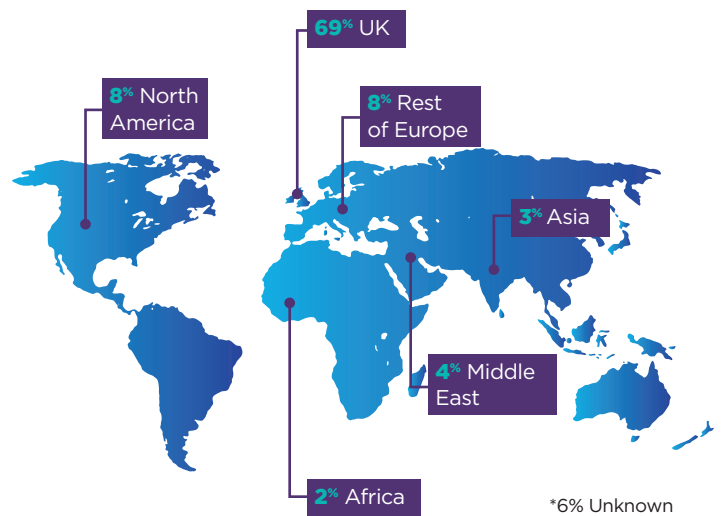 69% UK
8% North
America
8% Rest
of Europe
3% Asia
4% Middle
East
2% Africa
*6% Unknown